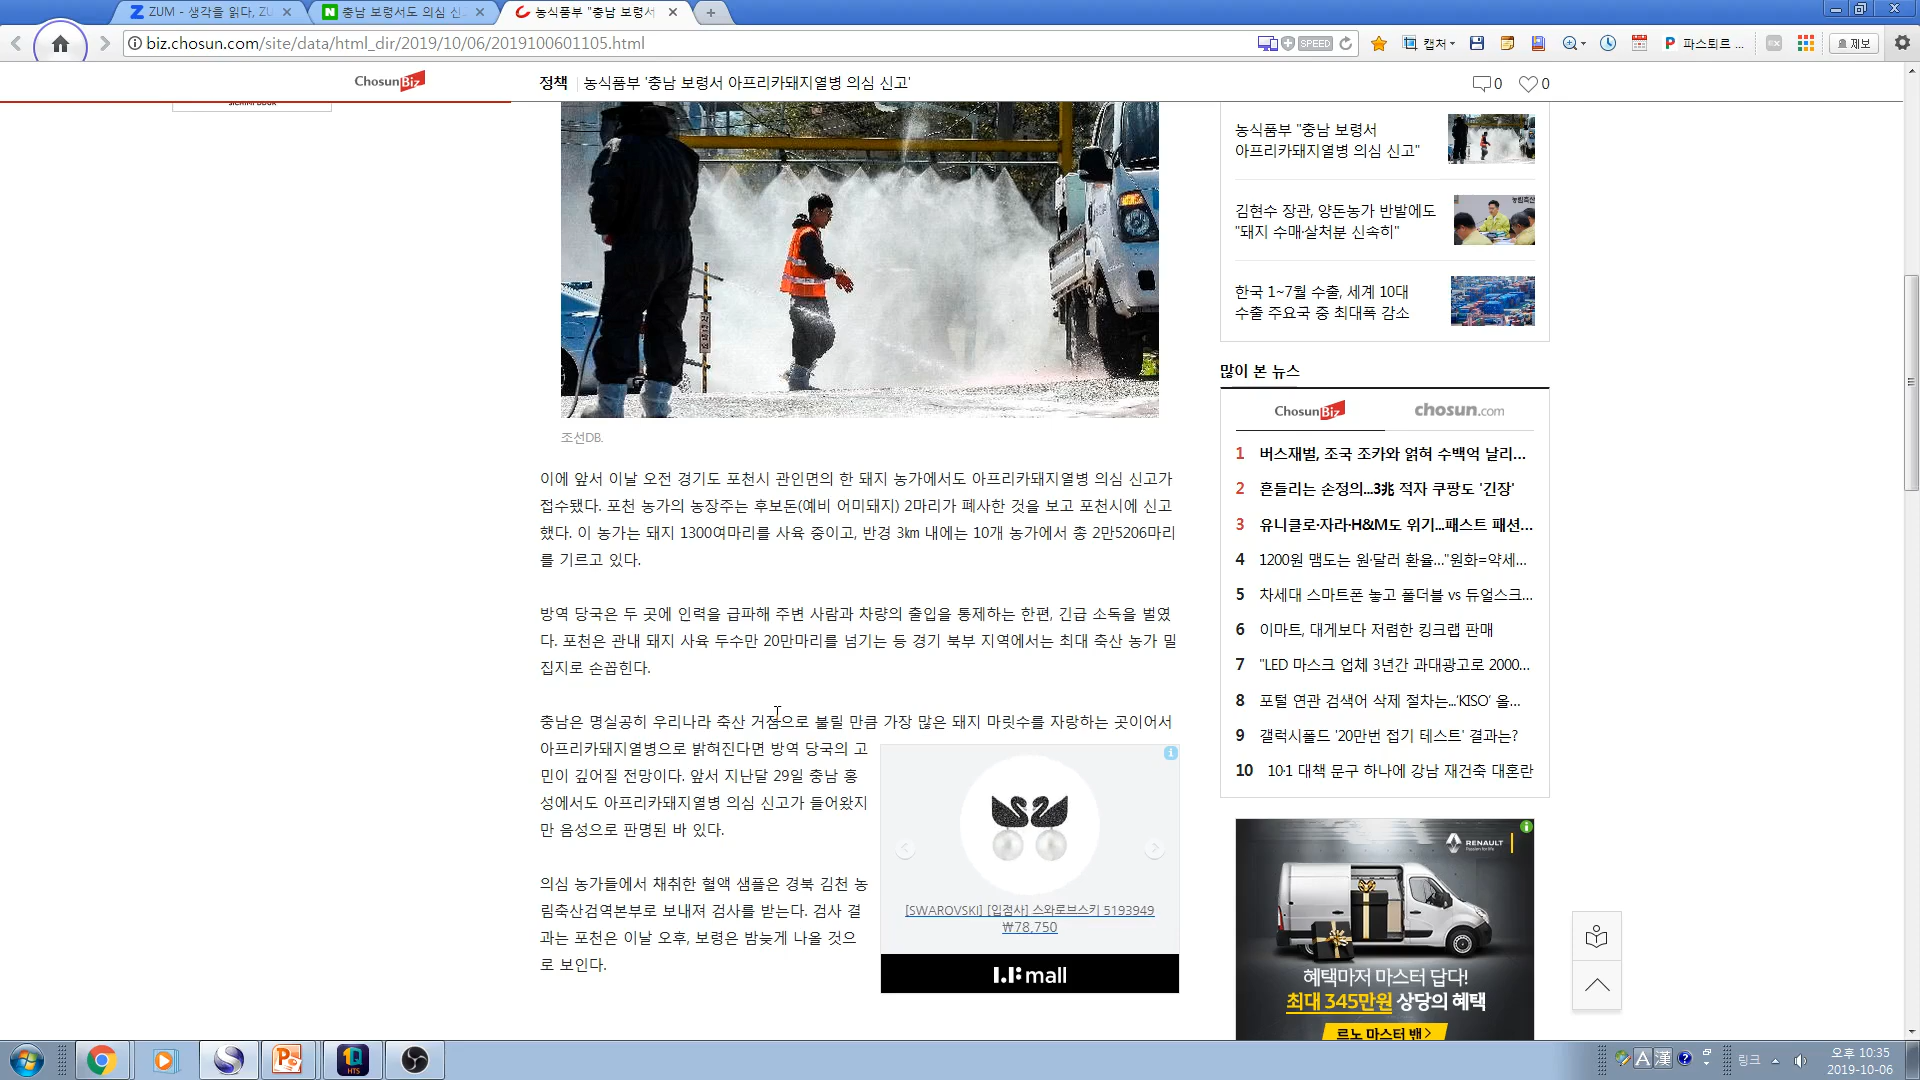 ZUM - 생각을 읽다, ZU
충남 보령서도 의심 신
농식품부 "충남 보령서
biz.chosun.com/site/data/html_dir/2019/10/06/2019100601105.html
SPEED
캡처
파스퇴르 ...
제보
ChosunBiz
정책
농식품부 '충남 보령서 아프리카돼지열병 의심 신고'
0
0
조선DB.
이에 앞서 이날 오전 경기도 포천시 관인면의 한 돼지 농가에서도 아프리카돼지열병 의심 신고가
접수됐다. 포천 농가의 농장주는 후보돈(예비 어미돼지) 2마리가 폐사한 것을 보고 포천시에 신고
했다. 이 농가는 돼지 1300여마리를 사육 중이고, 반경 3㎞ 내에는 10개 농가에서 총 2만5206마리
를 기르고 있다.
방역 당국은 두 곳에 인력을 급파해 주변 사람과 차량의 출입을 통제하는 한편, 긴급 소독을 벌였
다. 포천은 관내 돼지 사육 두수만 20만마리를 넘기는 등 경기 북부 지역에서는 최대 축산 농가 밀
집지로 손꼽힌다.
충남은 명실공히 우리나라 축산 거점으로 불릴 만큼 가장 많은 돼지 마릿수를 자랑하는 곳이어서
아프리카돼지열병으로 밝혀진다면 방역 당국의 고
민이 깊어질 전망이다. 앞서 지난달 29일 충남 홍
성에서도 아프리카돼지열병 의심 신고가 들어왔지
만 음성으로 판명된 바 있다.
의심 농가들에서 채취한 혈액 샘플은 경북 김천 농
림축산검역본부로 보내져 검사를 받는다. 검사 결
과는 포천은 이날 오후, 보령은 밤늦게 나올 것으
로 보인다.
[SWAROVSKI] [입점사] 스와로브스키 5193949
₩78,750
LF mall
농식품부 "충남 보령서
아프리카돼지열병 의심 신고"
김현수 장관, 양돈농가 반발에도
"돼지 수매·살처분 신속히"
한국 1~7월 수출, 세계 10대
수출 주요국 중 최대폭 감소
많이 본 뉴스
ChosunBiz
chosun.com
1 버스재벌, 조국 조카와 얽혀 수백억 날리...
2 흔들리는 손정의...3兆 적자 쿠팡도 '긴장'
3 유니클로·자라·H&M도 위기...패스트 패션...
4 1200원 맴도는 원·달러 환율..."원화=약세...
5 차세대 스마트폰 놓고 폴더블 vs 듀얼스크...
6 이마트, 대게보다 저렴한 킹크랩 판매
7 "LED 마스크 업체 3년간 과대광고로 2000...
8 포털 연관 검색어 삭제 절차는...'KISO' 올...
9 갤럭시폴드 '20만번 접기 테스트' 결과는?
10 10·1 대책 문구 하나에 강남 재건축 대혼란
RENAULT
혜택마저 마스터 답다!
최대 345만원 상당의 혜택
르노 마스터 밴 >
HTS
A 漢
링크
오후 10:35
2019-10-06